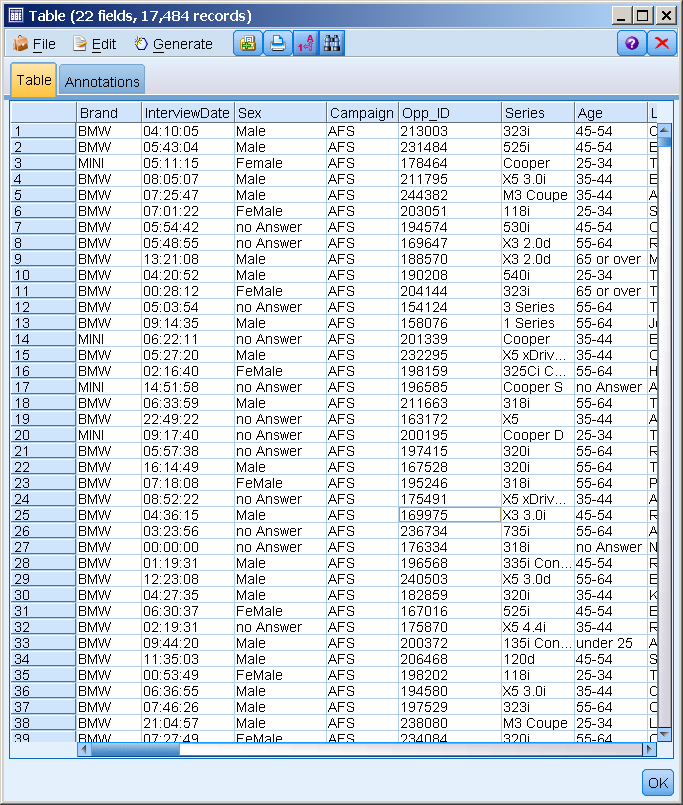 Table (22 fields, 17,484 records)
File Edit Generate
Table Annotations
Brand InterviewDate Sex Campaign Opp_ID Series Age L
1 BMW 04:10:05 Male AFS 213003 323i 45-54 C
2 BMW 05:43:04 Male AFS 231484 525i 45-54 E
3 MINI 05:11:15 Female AFS 178464 Cooper 25-34 T
4 BMW 08:05:07 Male AFS 211795 X5 3.0i 35-44 E
5 BMW 07:25:47 Male AFS 244382 M3 Coupe 35-44 A
6 BMW 07:01:22 FeMale AFS 203051 118i 25-34 S
7 BMW 05:54:42 no Answer AFS 194574 530i 45-54 C
8 BMW 05:48:55 no Answer AFS 169647 X3 2.0d 55-64 R
9 BMW 13:21:08 Male AFS 188570 X3 2.0d 65 or over M
10 BMW 04:20:52 Male AFS 190208 540i 25-34 T
11 BMW 00:28:12 FeMale AFS 204144 323i 65 or over T
12 BMW 05:03:54 no Answer AFS 154124 3 Series 55-64 T
13 BMW 09:14:35 Male AFS 158076 1 Series 55-64 J
14 MINI 06:22:11 no Answer AFS 201339 Cooper 35-44 E
15 BMW 05:27:20 Male AFS 232295 X5 xDriv... 35-44 C
16 BMW 02:16:40 FeMale AFS 198159 325Ci C... 55-64 H
17 MINI 14:51:58 no Answer AFS 196585 Cooper S no Answer A
18 BMW 06:33:59 Male AFS 211663 318i 55-64 T
19 BMW 22:49:22 no Answer AFS 163172 X5 35-44 A
20 MINI 09:17:40 no Answer AFS 200195 Cooper D 25-34 T
21 BMW 05:57:38 no Answer AFS 197415 320i 55-64 R
22 BMW 16:14:49 Male AFS 167528 320i 55-64 T
23 BMW 07:18:08 FeMale AFS 195246 318i 55-64 P
24 BMW 08:52:22 no Answer AFS 175491 X5 xDriv... 35-44 A
25 BMW 04:36:15 Male AFS 169975 X3 3.0i 45-54 R
26 BMW 03:23:56 no Answer AFS 236734 735i 55-64 A
27 BMW 00:00:00 no Answer AFS 176334 318i no Answer N
28 BMW 01:19:31 Male AFS 196568 335i Con... 45-54 R
29 BMW 12:23:08 Male AFS 240503 X5 3.0d 55-64 E
30 BMW 04:27:35 Male AFS 182859 320i 35-44 K
31 BMW 06:30:37 FeMale AFS 167016 525i 45-54 E
32 BMW 02:19:31 no Answer AFS 175870 X5 4.4i 35-44 R
33 BMW 09:44:20 Male AFS 200372 135i Con... under 25 A
34 BMW 11:35:03 Male AFS 206468 120d 45-54 S
35 BMW 00:53:49 FeMale AFS 198202 118i 25-34 T
36 BMW 06:36:55 Male AFS 194580 X5 3.0i 35-44 C
37 BMW 07:46:26 Male AFS 197529 323i 55-64 C
38 BMW 21:04:57 Male AFS 238080 M3 Coupe 25-34 L
39 BMW 07:27:49 FeMale AFS 234084 320i 55-64
OK